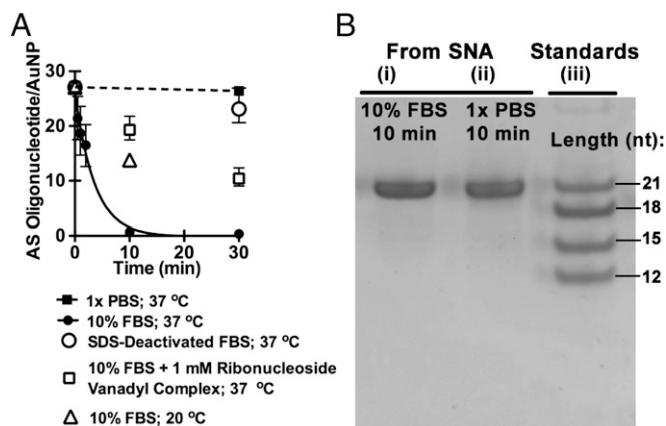 A
AS Oligonucleotide/AuNP
30
20
10
0
0
10
20
30
Time (min)
1x PBS; 37 °C
10% FBS; 37 °C
SDS-Deactivated FBS; 37 °C
10% FBS + 1 mM Ribonucleoside
Vanadyl Complex; 37 °C
10% FBS; 20 °C
B
From SNA
Standards
(i)
(ii)
(iii)
10% FBS
10 min
1x PBS
10 min
Length (nt):
21
18
15
12